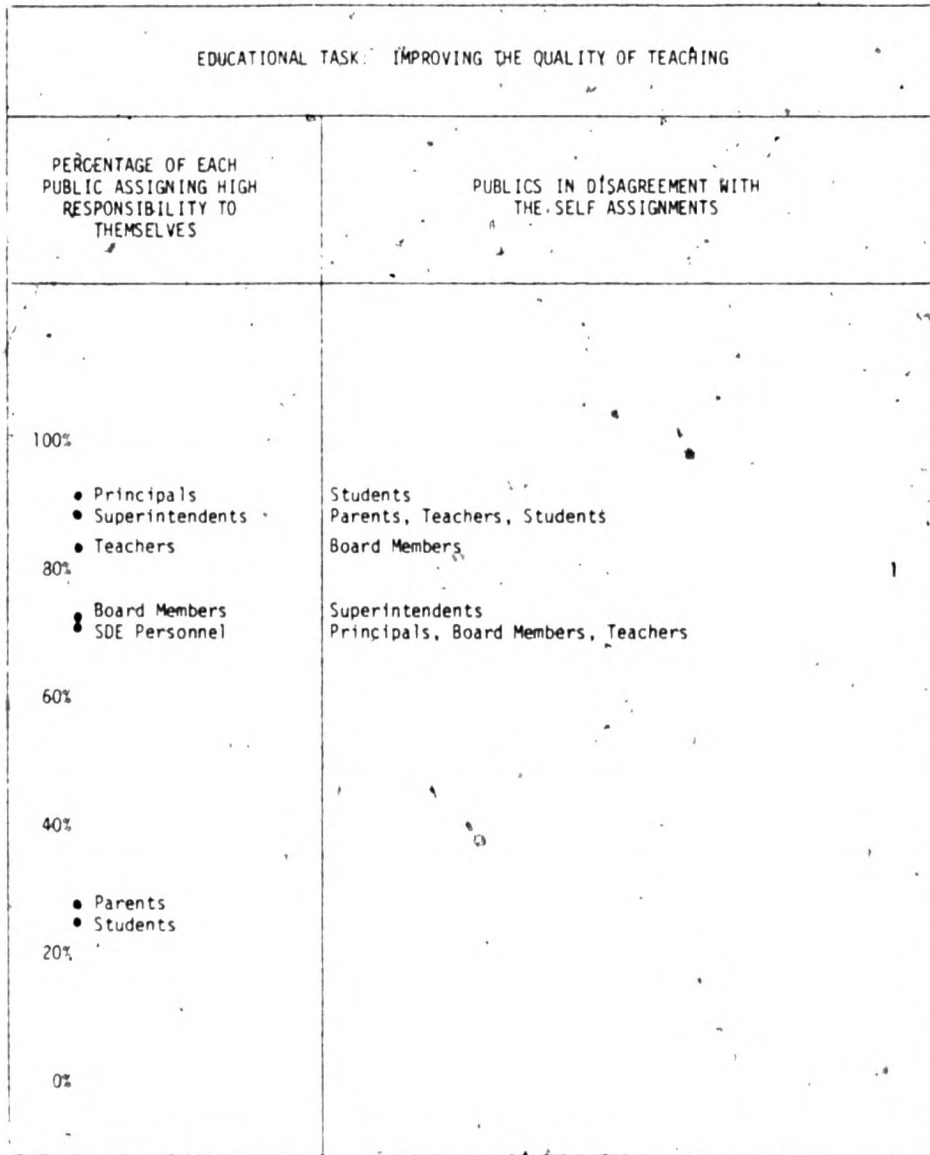 EDUCATIONAL TASK: IMPROVING THE QUALITY OF TEACHING
PERCENTAGE OF EACH
PUBLIC ASSIGNING HIGH
RESPONSIBILITY TO
THEMSELVES
PUBLICS IN DISAGREEMENT WITH
THE SELF ASSIGNMENTS
100%
• Principals Students
• Superintendents Parents, Teachers, Students
• Teachers Board Members
80%
• Board Members Superintendents
• SDE Personnel Principals, Board Members, Teachers
60%
40%
• Parents
• Students
20%
0%